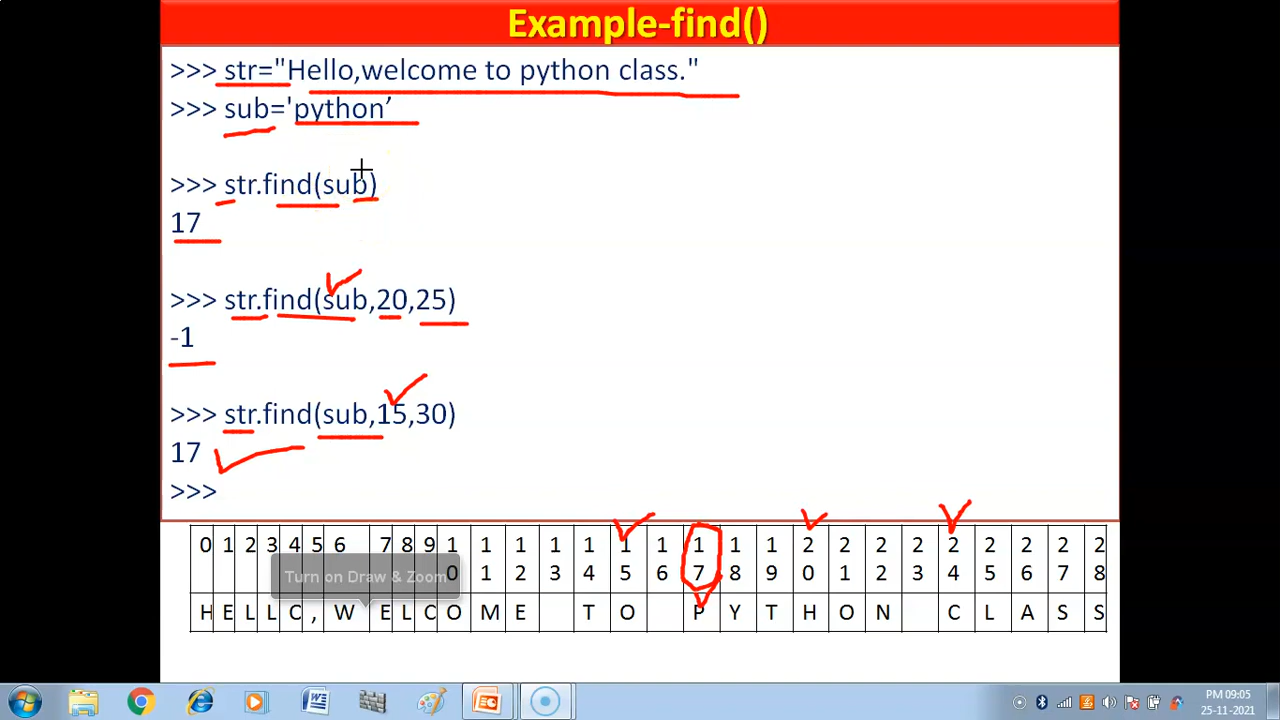 Example-find()
>>> str="Hello,welcome to python class."
>>> sub='python’
>>> str.find(sub)
17
>>> str.find(sub,20,25)
-1
>>> str.find(sub,15,30)
17
>>>
0 1 2 3 4 5 6 7 8 9 10 11 12 13 14 15 16 17 18 19 20 21 22 23 24 25 26 27 28
Turn on Draw & Zoom
H E L L O , W E L C O M E T O P Y T H O N C L A S S
PM 09:05
25-11-2021